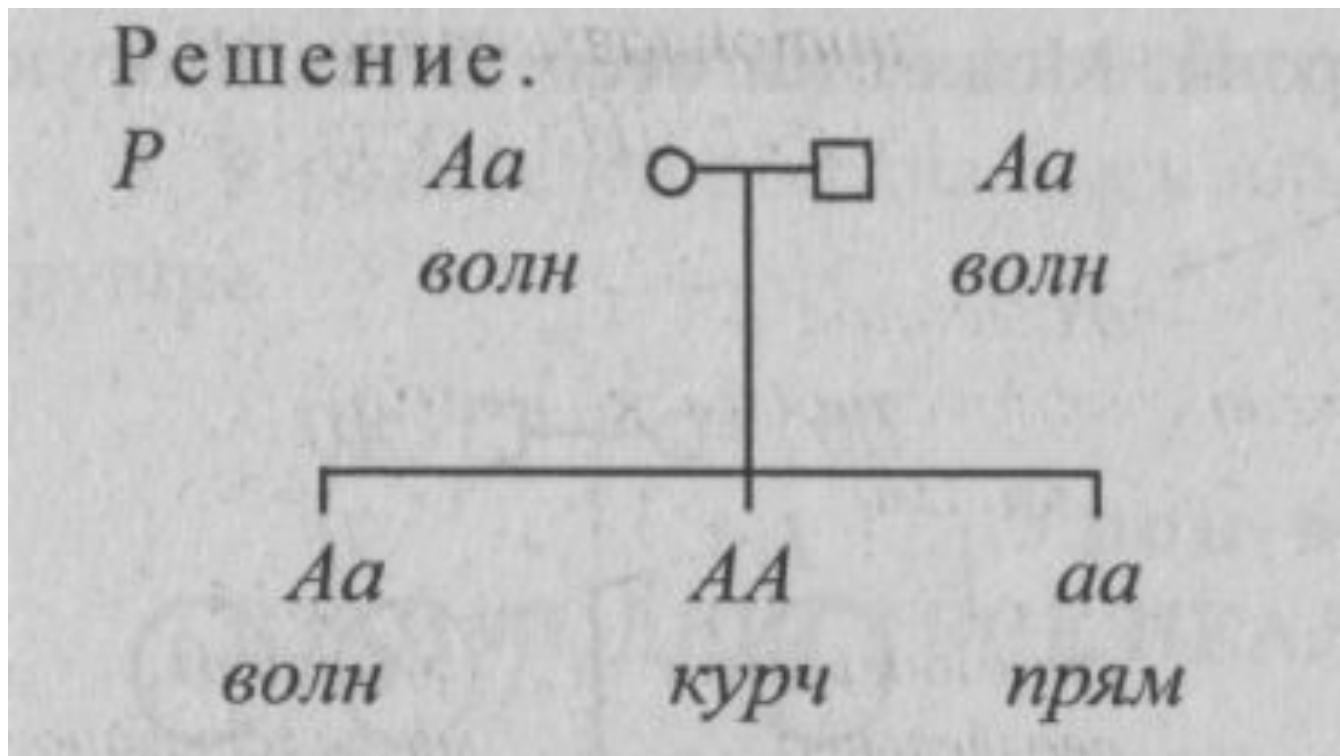 Решение.
P Aa Aa
волн волн
Aa AA aa
волн курч прям